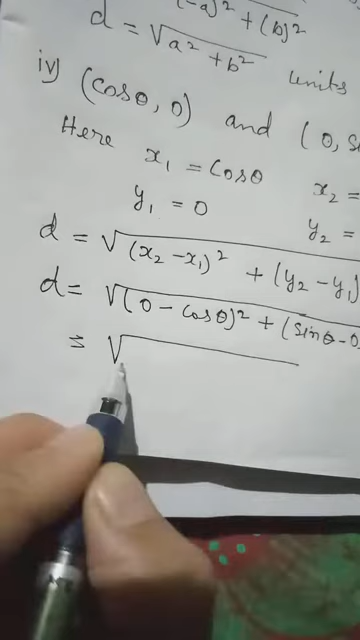 (-a)² + (b)²
d = √a² + b² units
iv) (cosθ, 0) and (0, s
Here x₁ = cosθ x₂ =
y₁ = 0 y₂ =
d = √(x₂ - x₁)² + (y₂ - y₁)
d = √(0 - cosθ)² + (sinθ - 0
= √